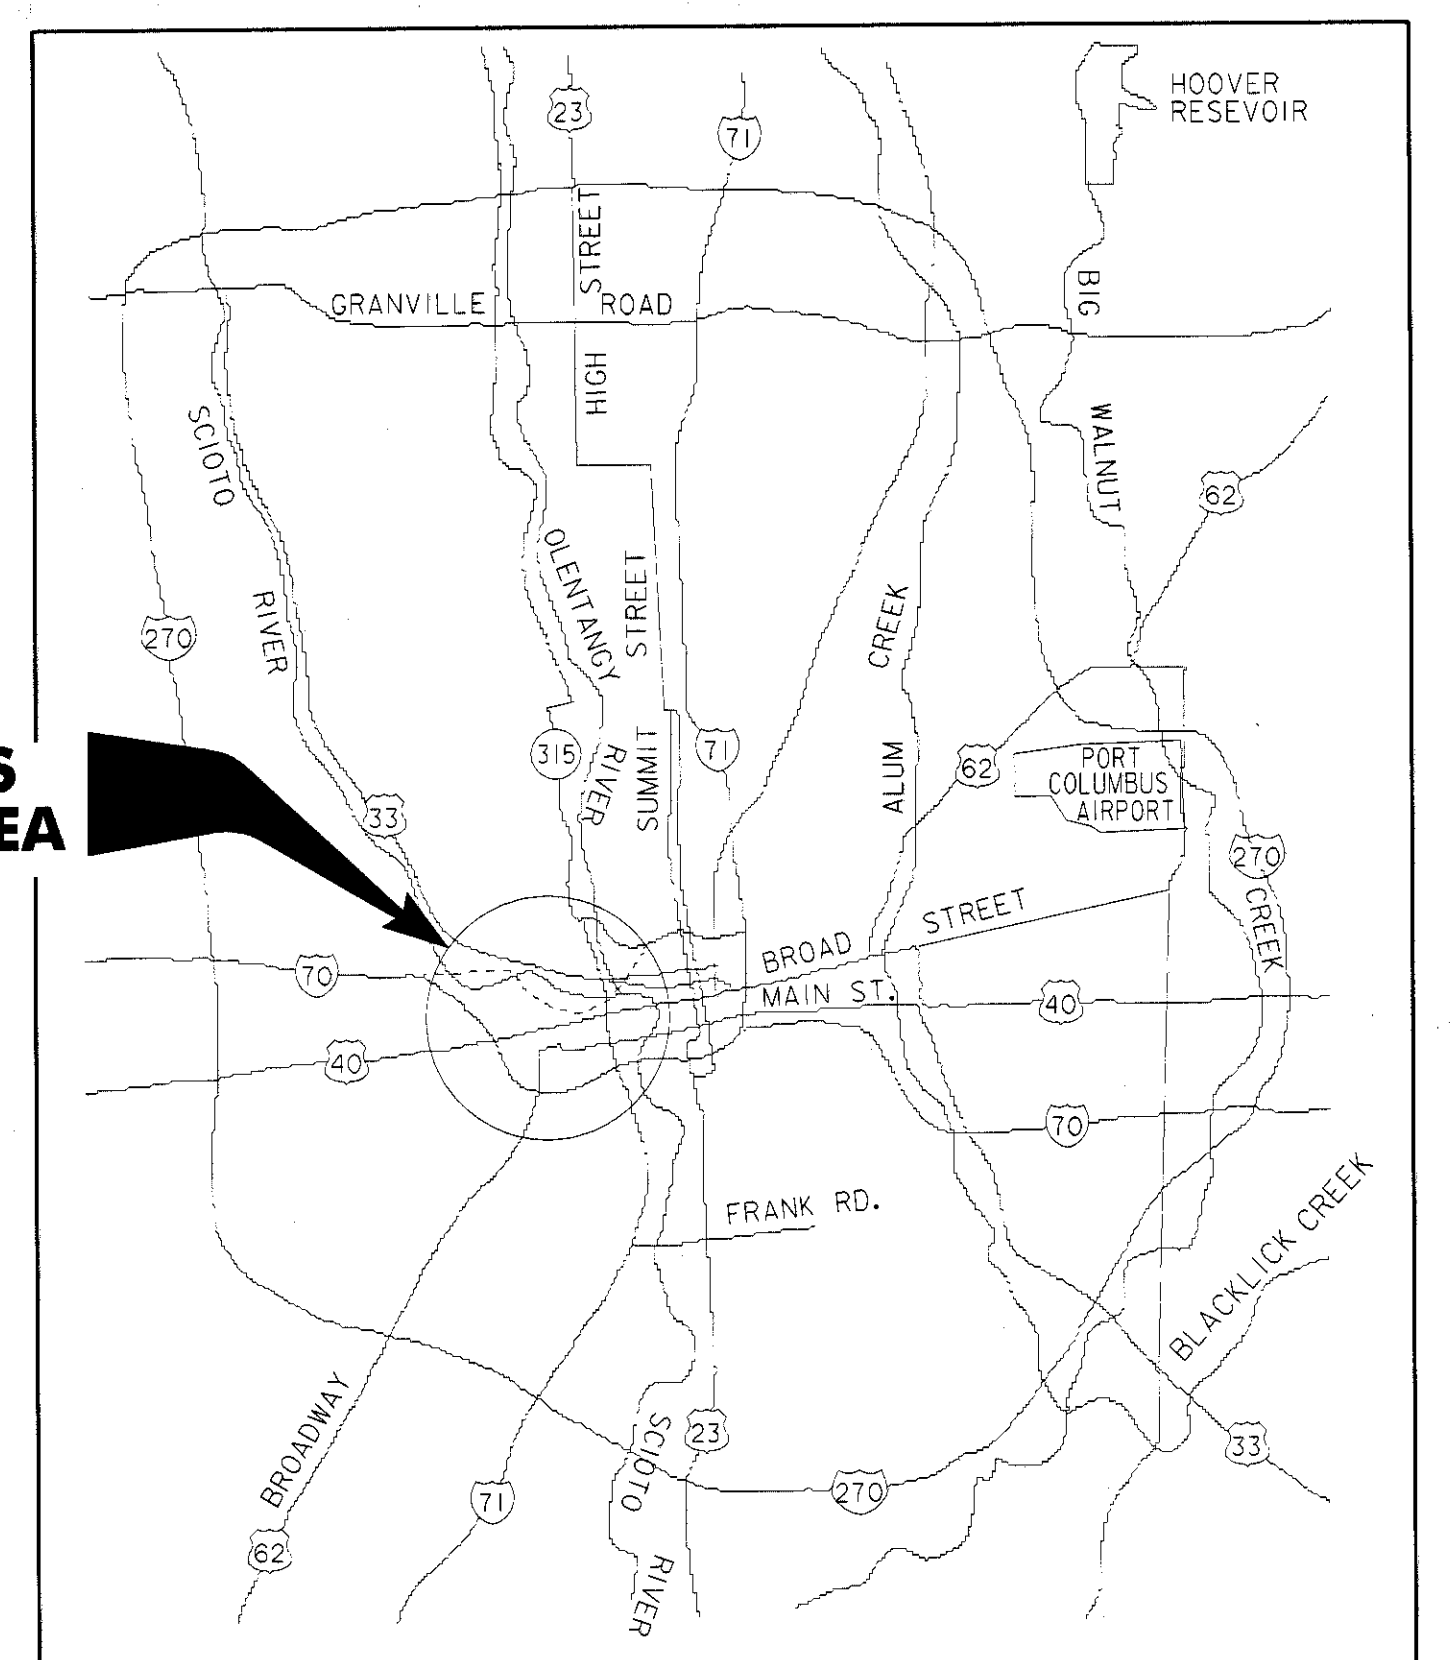 HOOVER
RESEVOIR
23
71
STREET
GRANVILLE ROAD
BIG
HIGH
SCIOTO
WALNUT
62
OLENTANGY
STREET
RIVER
CREEK
270
315
RIVER
SUMMIT
71
ALUM
62
PORT
COLUMBUS
AIRPORT
S
EA
33
270
CREEK
BROAD STREET
70
MAIN ST.
40
40
70
FRANK RD.
BLACKLICK CREEK
BROADWAY
SCIOTO
23
33
71
270
62
RIVER